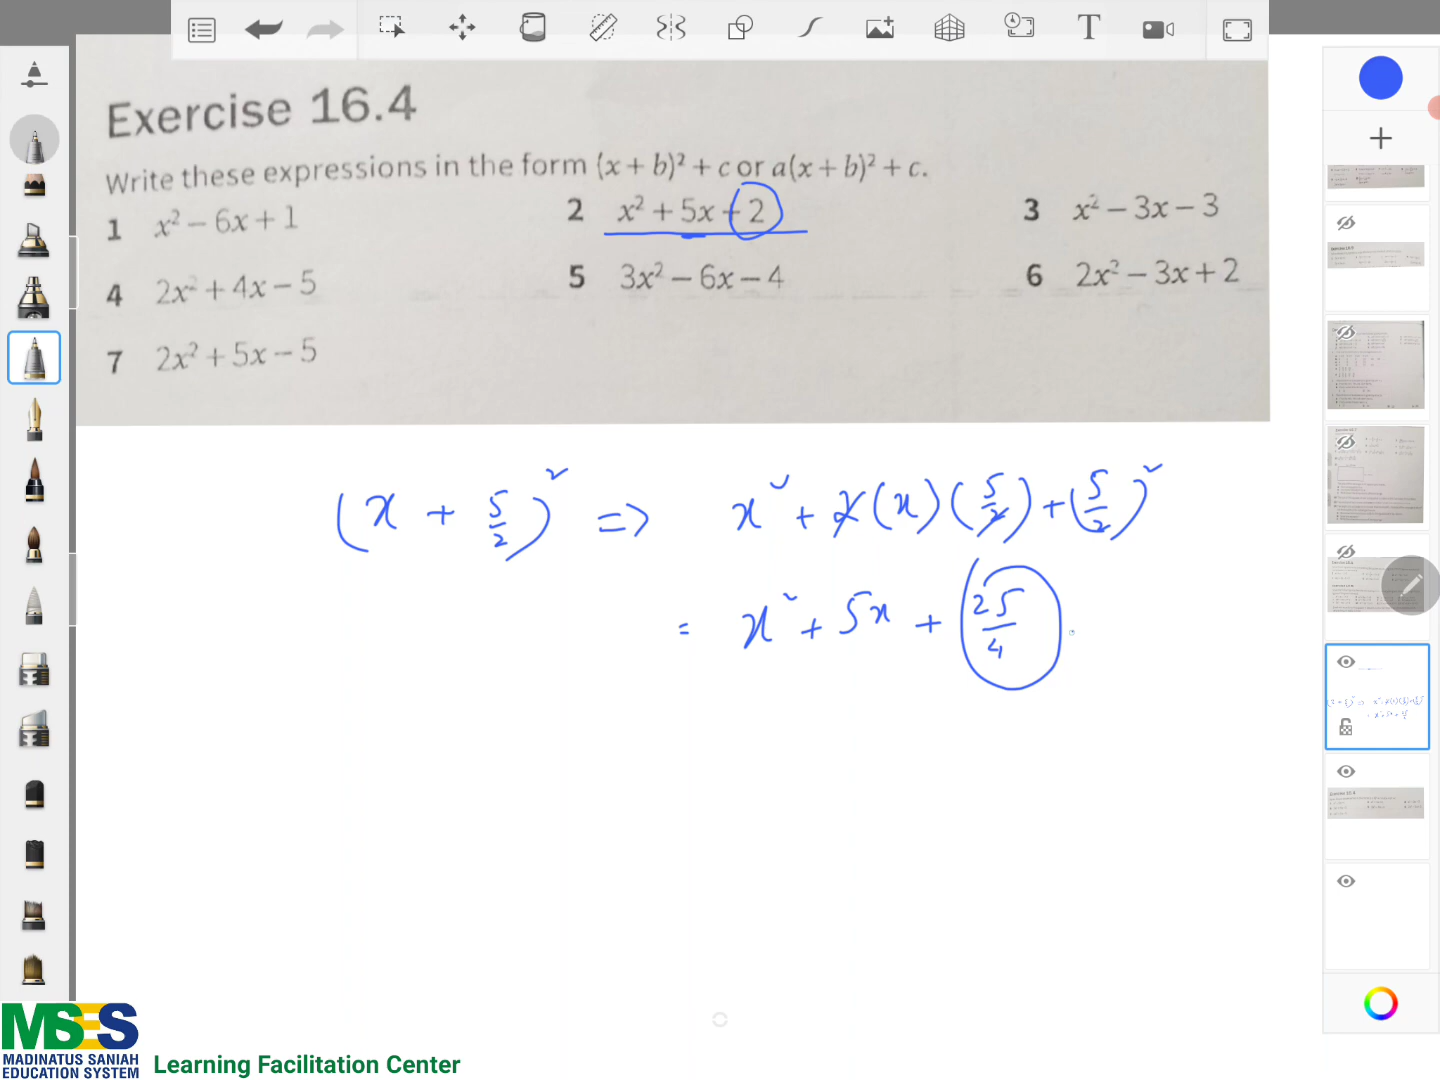 T
Exercise 16.4
Write these expressions in the form (x + b)² + c or a(x + b)² + c.
1 x² − 6x + 1
2 x² + 5x + 2
3 x² − 3x − 3
4 2x² + 4x − 5
5 3x² − 6x − 4
6 2x² − 3x + 2
7 2x² + 5x − 5
(x + 5/2)² => x² + 2(x)(5/2) + (5/2)²
= x² + 5x + 25/4
MSES
MADINATUS SANIAH
EDUCATION SYSTEM
Learning Facilitation Center